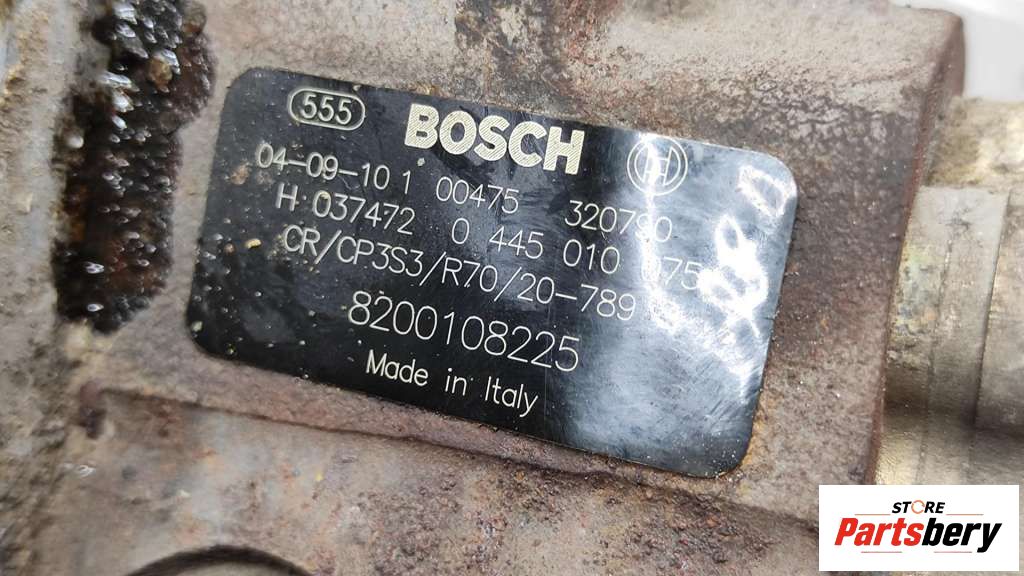 555 BOSCH
04-09-10 1 00475 320790
H: 037472 0 445 010 075
CR/CP3S3/R70/20-789
8200108225
Made in Italy
STORE
Partsbery